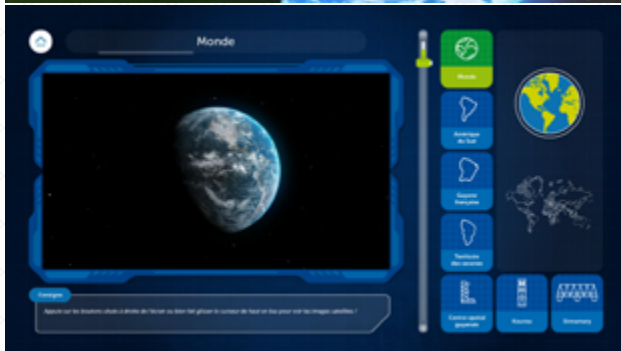 Monde
Monde
Amérique
du Sud
Guyane
française
Territoire
des savanes
Centre spatial
guyanais
Kourou
Sinnamary
Consigne
Appuie sur les boutons situés à droite de l'écran ou bien fait glisser le curseur de haut en bas pour voir les images satellites !